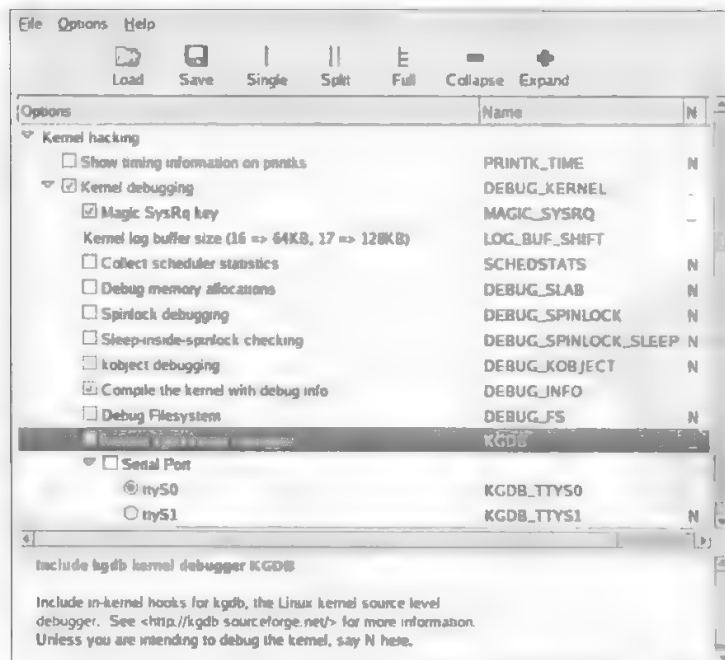 File Options Help
Load Save Single Split Full Collapse Expand
Options Name N
Kernel hacking
Show timing information on printks PRINTK_TIME N
Kernel debugging DEBUG_KERNEL _
Magic SysRq key MAGIC_SYSRQ _
Kernel log buffer size (16 => 64KB, 17 => 128KB) LOG_BUF_SHIFT
Collect scheduler statistics SCHEDSTATS N
Debug memory allocations DEBUG_SLAB N
Spinlock debugging DEBUG_SPINLOCK N
Sleep-inside-spinlock checking DEBUG_SPINLOCK_SLEEP N
kobject debugging DEBUG_KOBJECT N
Compile the kernel with debug info DEBUG_INFO
Debug Filesystem DEBUG_FS N
KGDB _
Serial Port
ttyS0 KGDB_TTYS0
ttyS1 KGDB_TTYS1 N
Include kgdb kernel debugger KGDB
Include in-kernel hooks for kgdb, the Linux kernel source level
debugger. See <http://kgdb sourceforge.net/> for more information.
Unless you are intending to debug the kernel, say N here.